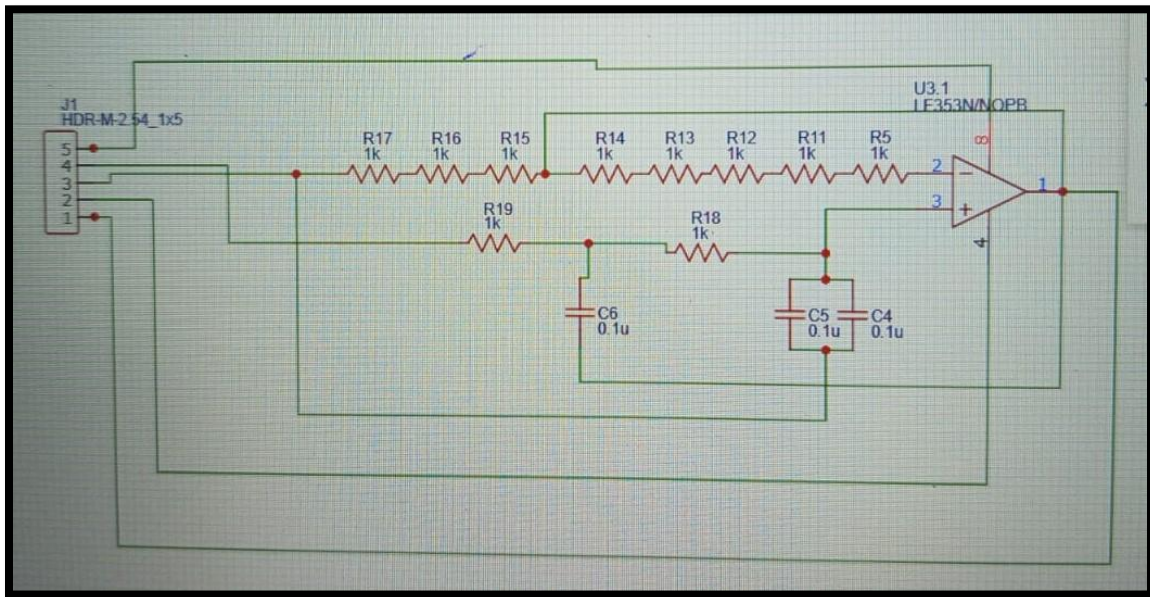 J1
HDR-M-2.54_1x5
5
4
3
2
1
R17
1k
R16
1k
R15
1k
R14
1k
R13
1k
R12
1k
R11
1k
R5
1k
U3.1
LF353N/NOPB
8
2
3
1
4
R19
1k
R18
1k
C6
0.1u
C5
0.1u
C4
0.1u